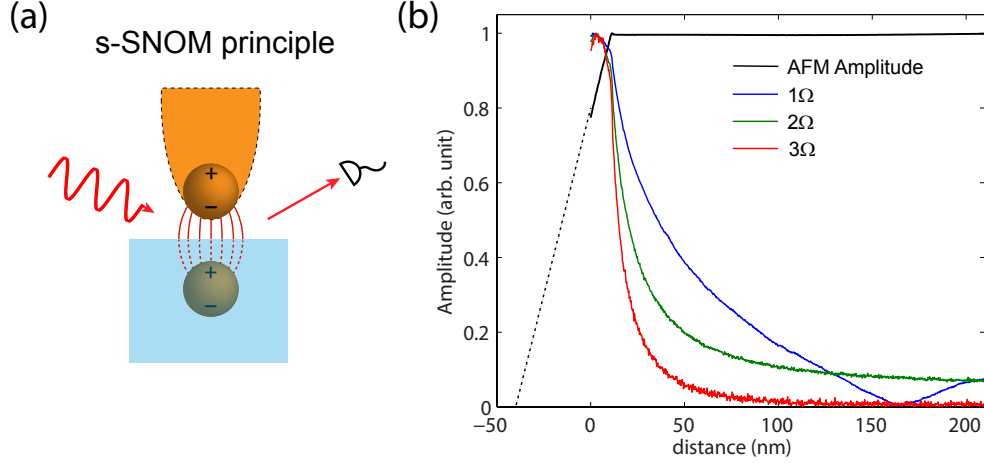 (a)
s-SNOM principle
+
−
+
−
(b)
Amplitude (arb. unit)
1
0.8
0.6
0.4
0.2
0
−50
0
50
100
150
200
distance (nm)
AFM Amplitude
1Ω
2Ω
3Ω